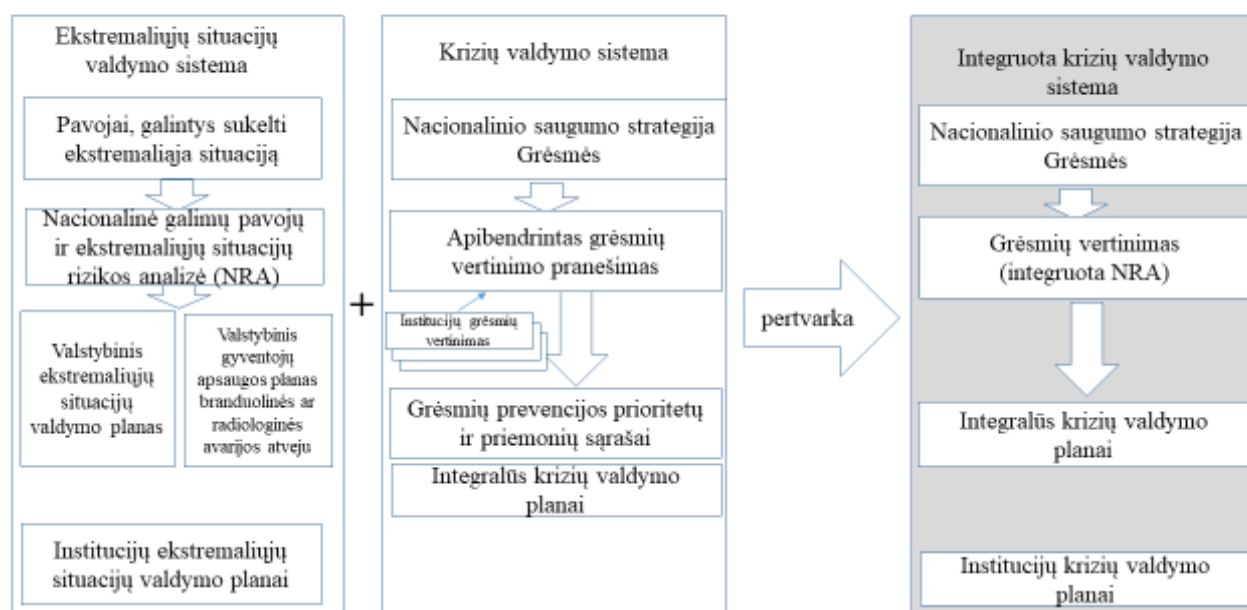 Ekstremaliųjų situacijų
valdymo sistema
Pavojai, galintys sukelti
ekstremaliąja situaciją
Nacionalinė galimų pavojų
ir ekstremaliųjų situacijų
rizikos analizė (NRA)
Valstybinis
ekstremaliųjų
situacijų
valdymo planas
Valstybinis
gyventojų
apsaugos planas
branduolinės ar
radiologinės
avarijos atveju
Institucijų ekstremaliųjų
situacijų valdymo planai
+
Krizių valdymo sistema
Nacionalinio saugumo strategija
Grėsmės
Apibendrintas grėsmių
vertinimo pranešimas
Institucijų grėsmių
vertinimas
Grėsmių prevencijos prioritetų
ir priemonių sąrašai
Integralūs krizių valdymo
planai
pertvarka
Integruota krizių valdymo
sistema
Nacionalinio saugumo strategija
Grėsmės
Grėsmių vertinimas
(integruota NRA)
Integralūs krizių valdymo
planai
Institucijų krizių valdymo
planai